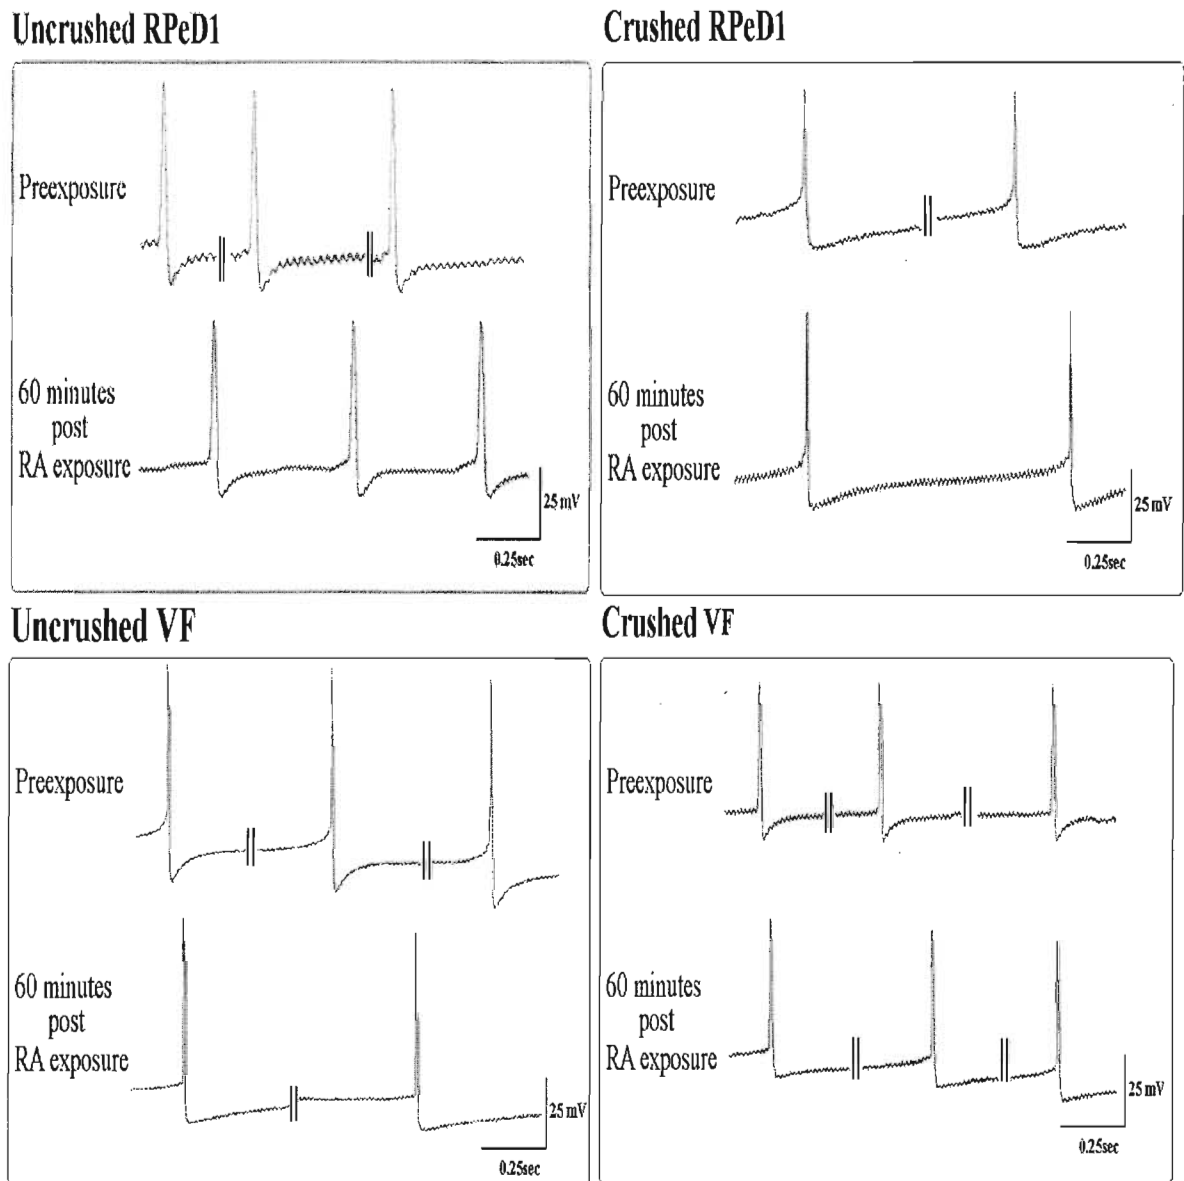 Uncrushed RPeD1
Preexposure
60 minutes
post
RA exposure
25 mV
0.25sec
Crushed RPeD1
Preexposure
60 minutes
post
RA exposure
25 mV
0.25sec
Uncrushed VF
Preexposure
60 minutes
post
RA exposure
25 mV
0.25sec
Crushed VF
Preexposure
60 minutes
post
RA exposure
25 mV
0.25sec